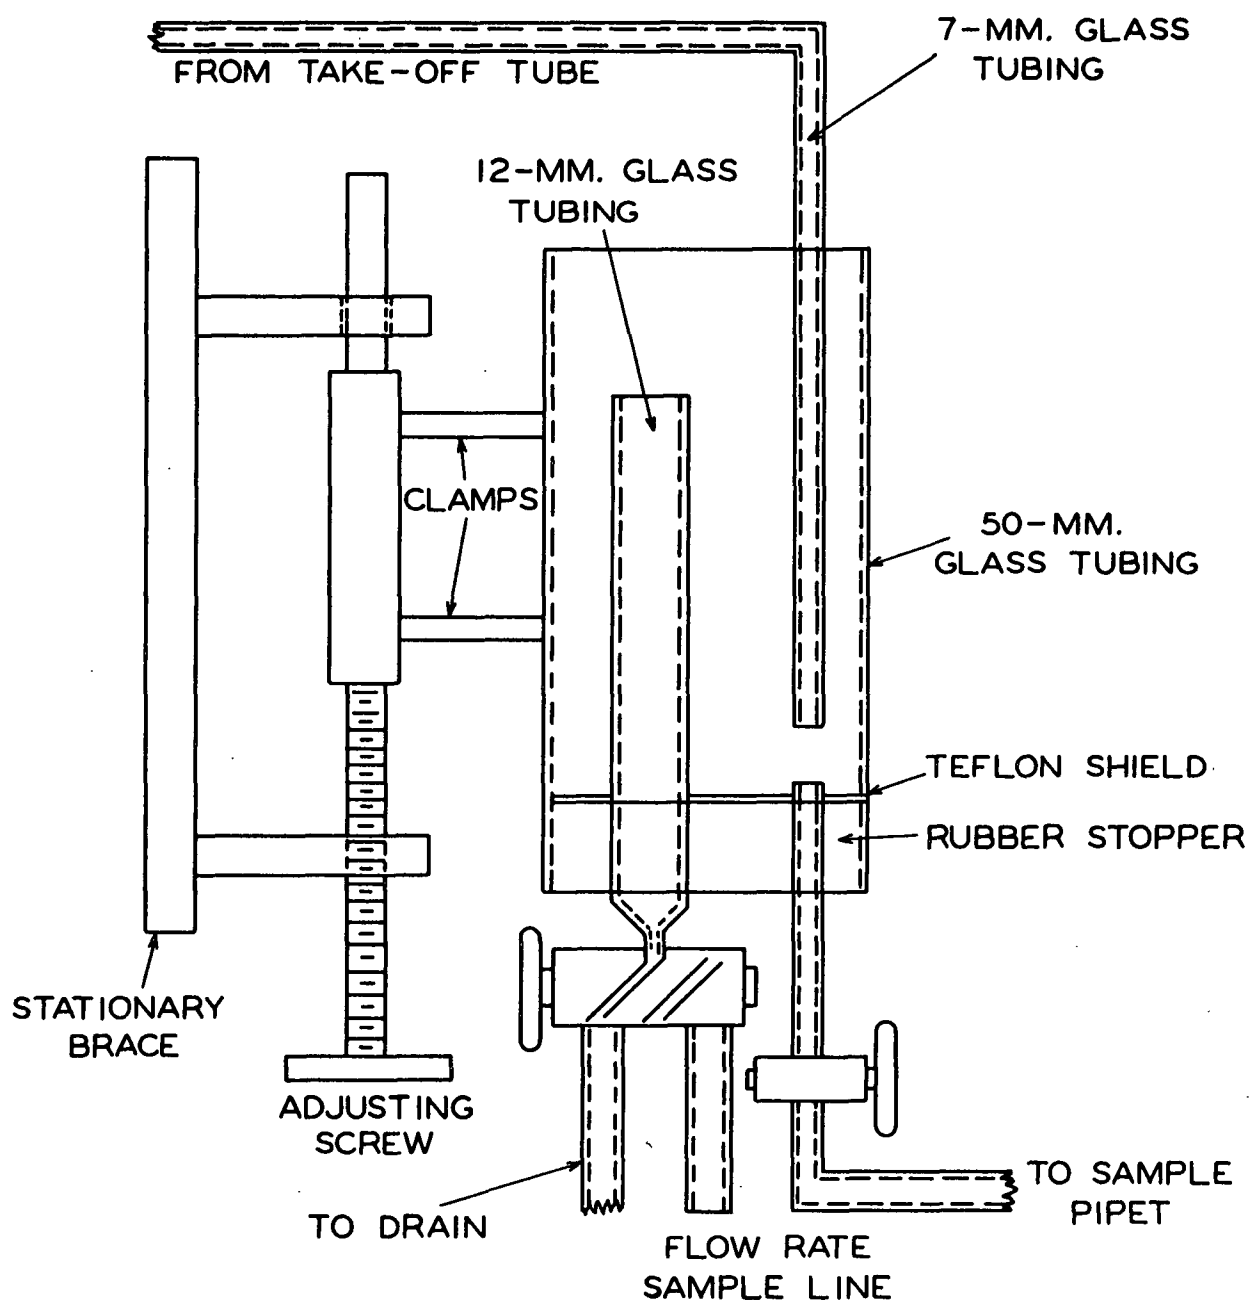 7-MM. GLASS
TUBING
FROM TAKE-OFF TUBE
12-MM. GLASS
TUBING
CLAMPS
50-MM.
GLASS TUBING
TEFLON SHIELD
RUBBER STOPPER
STATIONARY
BRACE
ADJUSTING
SCREW
TO DRAIN
FLOW RATE
SAMPLE LINE
TO SAMPLE
PIPET